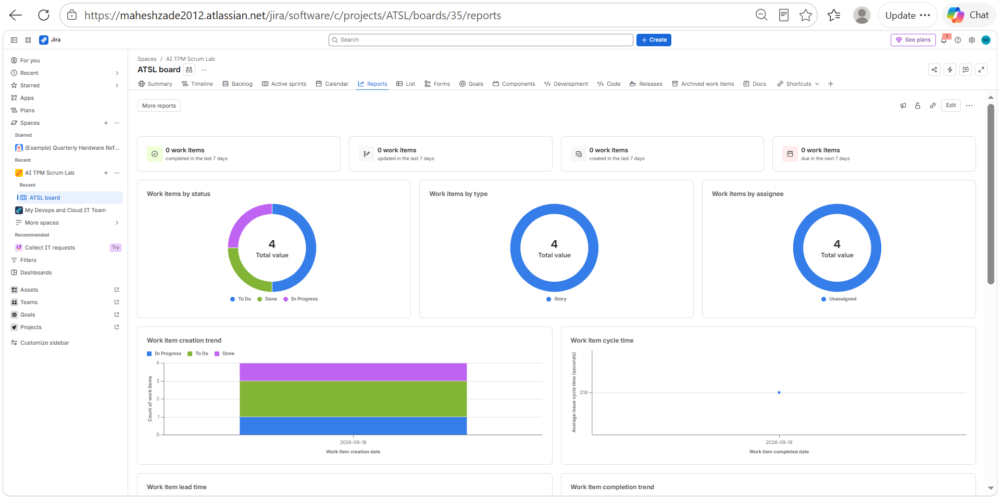 https://maheshzade2012.atlassian.net/jira/software/c/projects/ATSL/boards/35/reports
Update
Chat
Jira
Search
Create
See plans
1
MZ
For you
Recent
Starred
Apps
Plans
Spaces
Starred
(Example) Quarterly Hardware Ref...
Recent
AI TPM Scrum Lab
Recent
ATSL board
My Devops and Cloud IT Team
More spaces
Recommended
Collect IT requests
Try
Filters
Dashboards
Assets
Teams
Goals
Projects
Customize sidebar
Spaces / AI TPM Scrum Lab
ATSL board
Summary Timeline Backlog Active sprints Calendar Reports List Forms Goals Components Development Code Releases Archived work items Docs Shortcuts
More reports
Edit
0 work items
completed in the last 7 days
0 work items
updated in the last 7 days
0 work items
created in the last 7 days
0 work items
due in the next 7 days
Work items by status
4
Total value
To Do Done In Progress
Work items by type
4
Total value
Story
Work items by assignee
4
Total value
Unassigned
Work item creation trend
In Progress To Do Done
Count of work items
4
3
2
1
0
2026-09-18
Work item creation date
Work item cycle time
Average issue cycle time (seconds)
218
2026-09-18
Work item completed date
Work item lead time
Work item completion trend